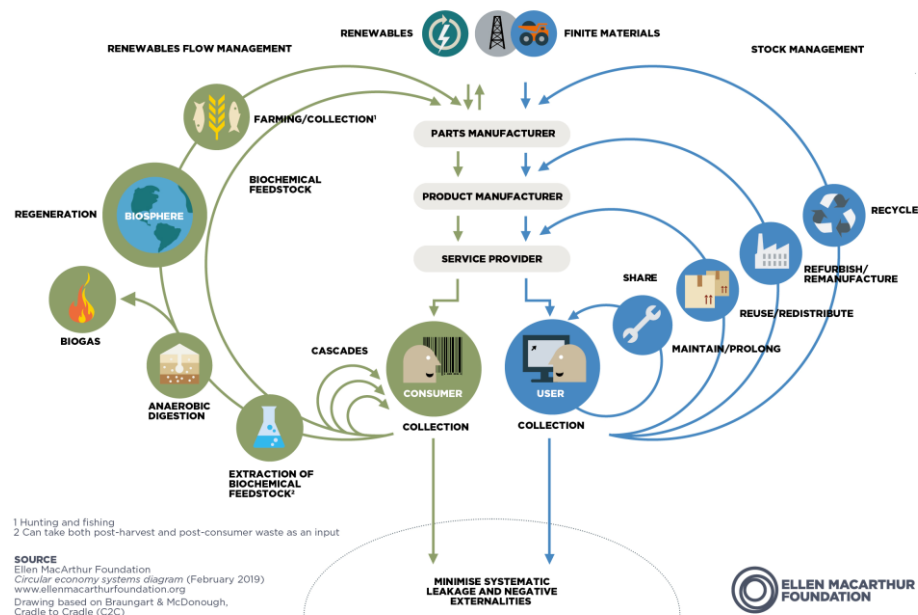 RENEWABLES
FINITE MATERIALS
RENEWABLES FLOW MANAGEMENT
STOCK MANAGEMENT
FARMING/COLLECTION¹
PARTS MANUFACTURER
BIOCHEMICAL
FEEDSTOCK
PRODUCT MANUFACTURER
REGENERATION
BIOSPHERE
RECYCLE
SERVICE PROVIDER
SHARE
REFURBISH/
REMANUFACTURE
REUSE/REDISTRIBUTE
BIOGAS
MAINTAIN/PROLONG
CASCADES
ANAEROBIC
DIGESTION
CONSUMER
USER
COLLECTION
COLLECTION
EXTRACTION OF
BIOCHEMICAL
FEEDSTOCK²
1 Hunting and fishing
2 Can take both post-harvest and post-consumer waste as an input
SOURCE
Ellen MacArthur Foundation
Circular economy systems diagram (February 2019)
www.ellenmacarthurfoundation.org
Drawing based on Braungart & McDonough,
Cradle to Cradle (C2C)
MINIMISE SYSTEMATIC
LEAKAGE AND NEGATIVE
EXTERNALITIES
ELLEN MACARTHUR
FOUNDATION